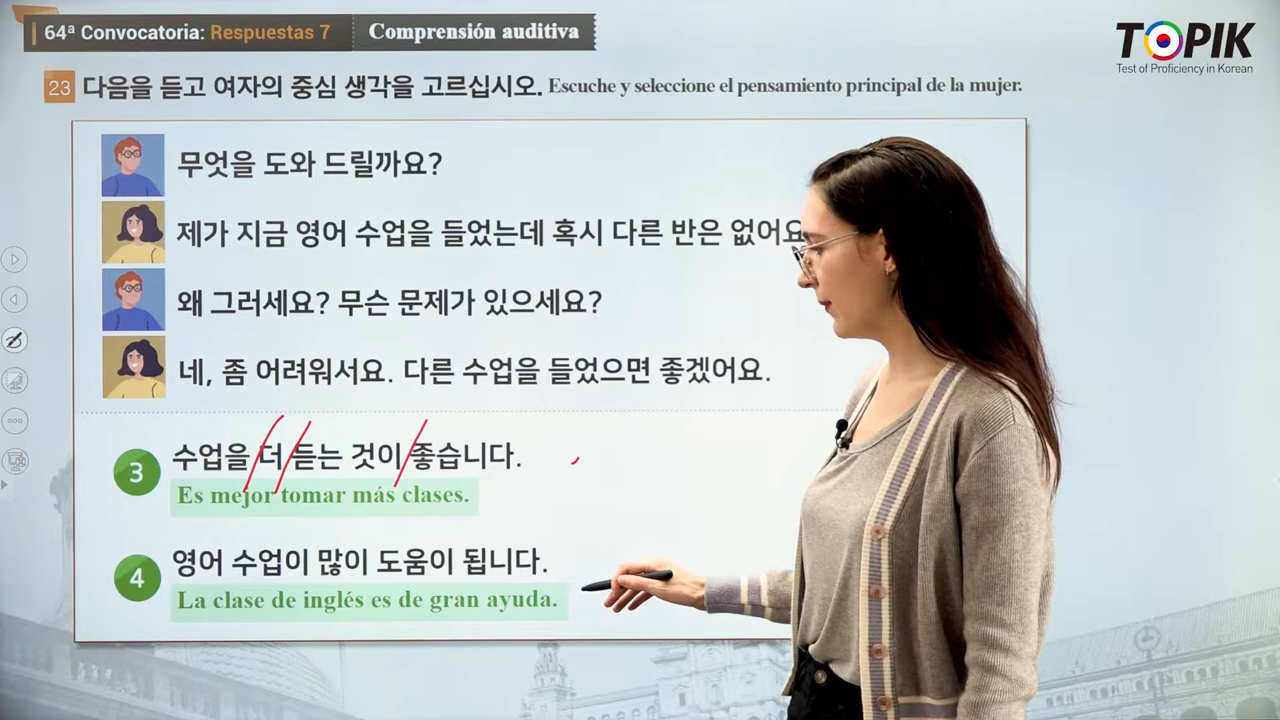 64ª Convocatoria: Respuestas 7 Comprensión auditiva
TOPIK
Test of Proficiency in Korean
23 다음을 듣고 여자의 중심 생각을 고르십시오. Escuche y seleccione el pensamiento principal de la mujer.
무엇을 도와 드릴까요?
제가 지금 영어 수업을 들었는데 혹시 다른 반은 없어요
왜 그러세요? 무슨 문제가 있으세요?
네, 좀 어려워서요. 다른 수업을 들었으면 좋겠어요.
3 수업을 더 듣는 것이 좋습니다.
Es mejor tomar más clases.
4 영어 수업이 많이 도움이 됩니다.
La clase de inglés es de gran ayuda.